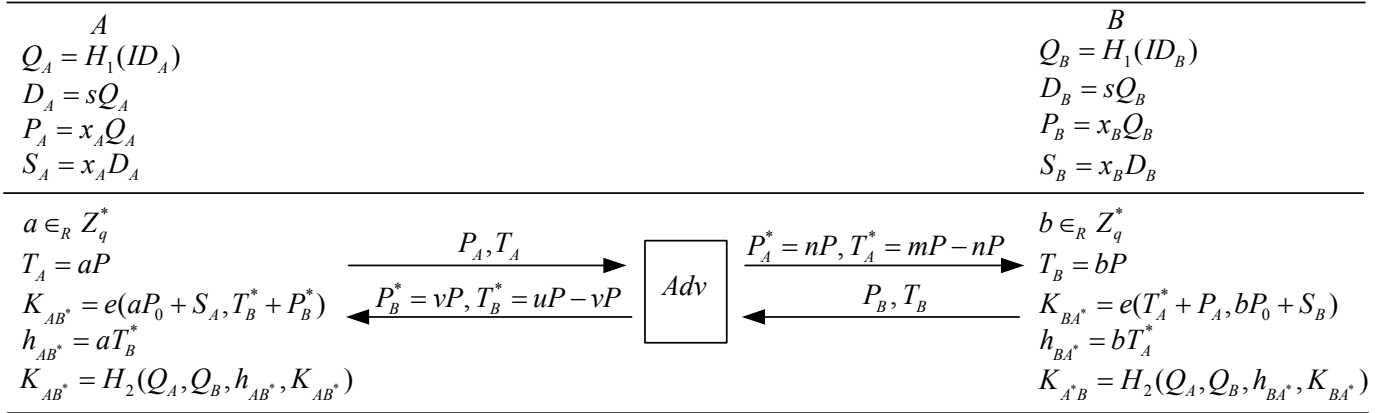 A
Q_A = H_1(ID_A)
D_A = sQ_A
P_A = x_A Q_A
S_A = x_A D_A
B
Q_B = H_1(ID_B)
D_B = sQ_B
P_B = x_B Q_B
S_B = x_B D_B
a ∈_R Z_q^*
T_A = aP
K_{AB^*} = e(aP_0 + S_A, T_B^* + P_B^*)
h_{AB^*} = aT_B^*
K_{AB^*} = H_2(Q_A, Q_B, h_{AB^*}, K_{AB^*})
P_A, T_A
P_B^* = vP, T_B^* = uP − vP
Adv
P_A^* = nP, T_A^* = mP − nP
P_B, T_B
b ∈_R Z_q^*
T_B = bP
K_{BA^*} = e(T_A^* + P_A, bP_0 + S_B)
h_{BA^*} = bT_A^*
K_{A^*B} = H_2(Q_A, Q_B, h_{BA^*}, K_{BA^*})